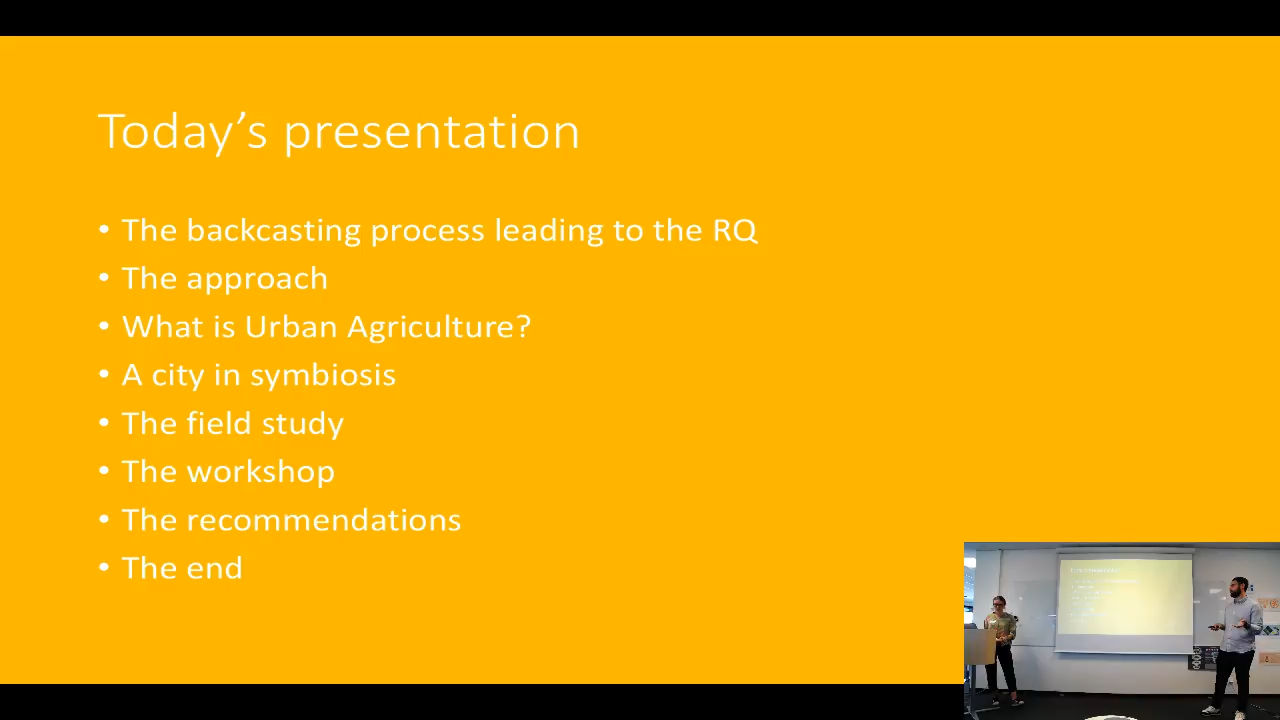 Today's presentation
• The backcasting process leading to the RQ
• The approach
• What is Urban Agriculture?
• A city in symbiosis
• The field study
• The workshop
• The recommendations
• The end